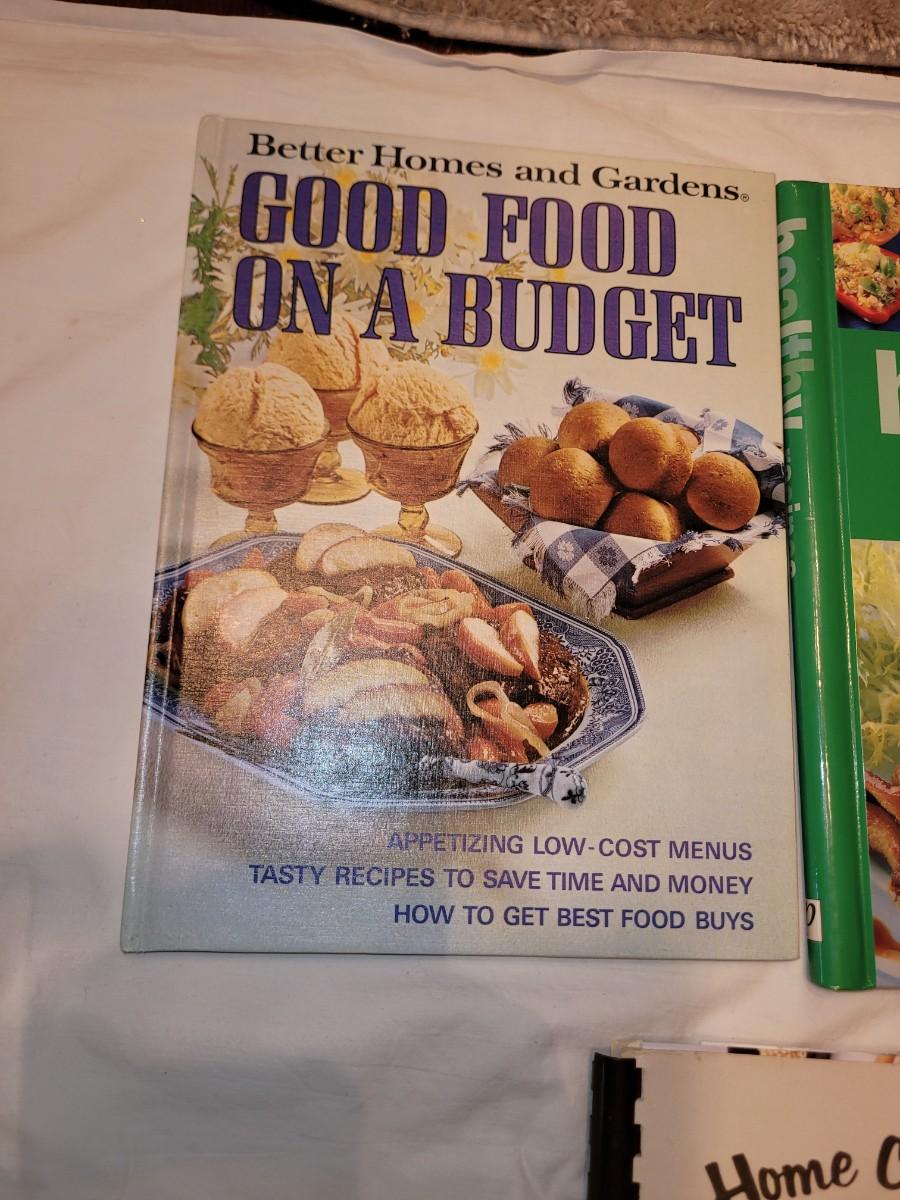 Better Homes and Gardens®
GOOD FOOD
ON A BUDGET
APPETIZING LOW-COST MENUS
TASTY RECIPES TO SAVE TIME AND MONEY
HOW TO GET BEST FOOD BUYS
healthy
Home